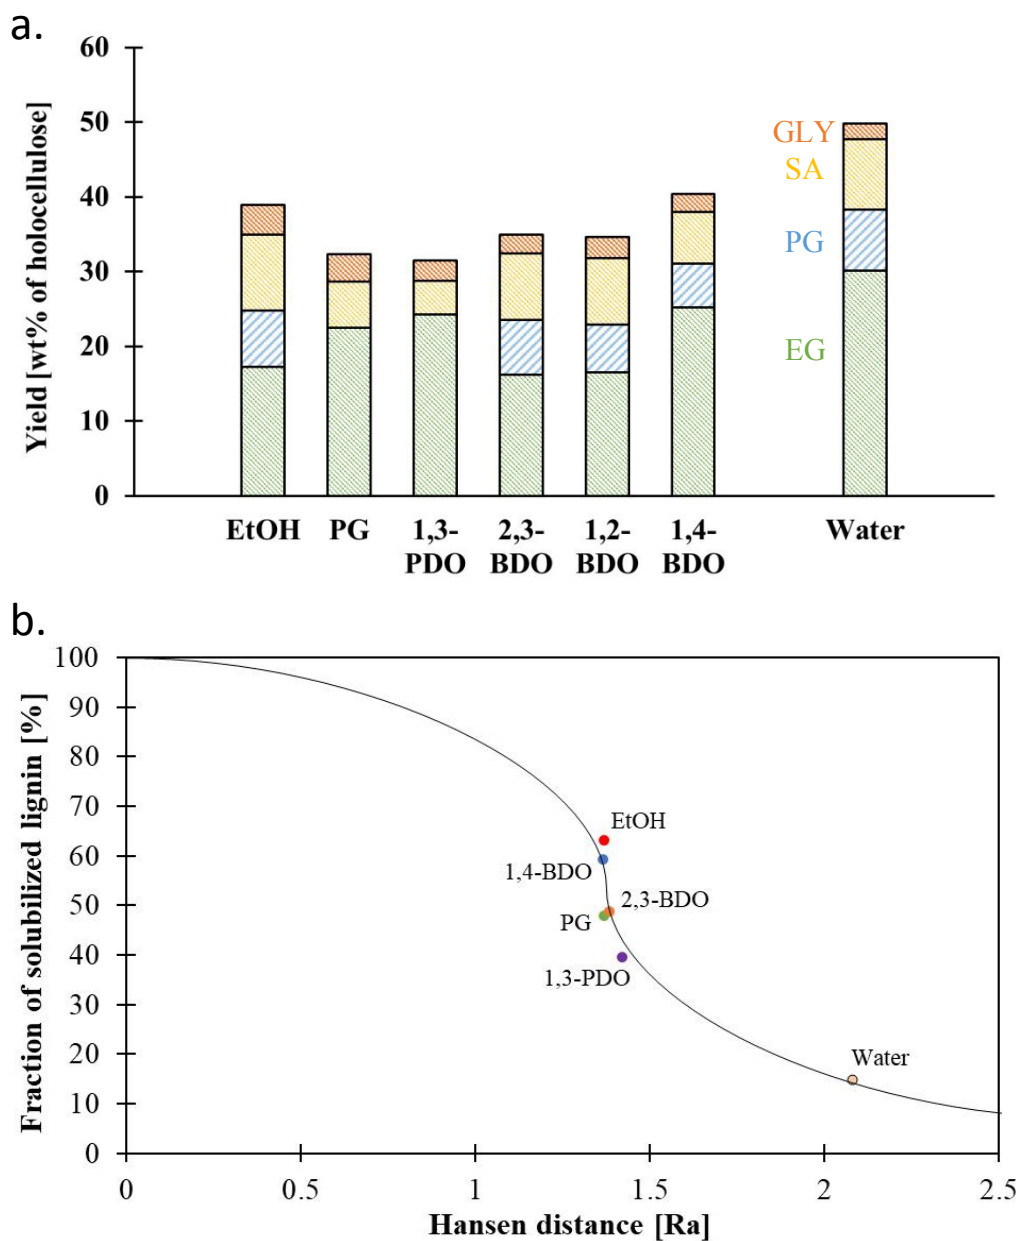 a.
Yield [wt% of holocellulose]
60
50
40
30
20
10
0
GLY
SA
PG
EG
EtOH PG 1,3- 2,3- 1,2- 1,4- Water
PDO BDO BDO BDO
b.
Fraction of solubilized lignin [%]
100
90
80
70
60
50
40
30
20
10
0
EtOH
1,4-BDO
2,3-BDO
PG
1,3-PDO
Water
0 0.5 1 1.5 2 2.5
Hansen distance [Ra]